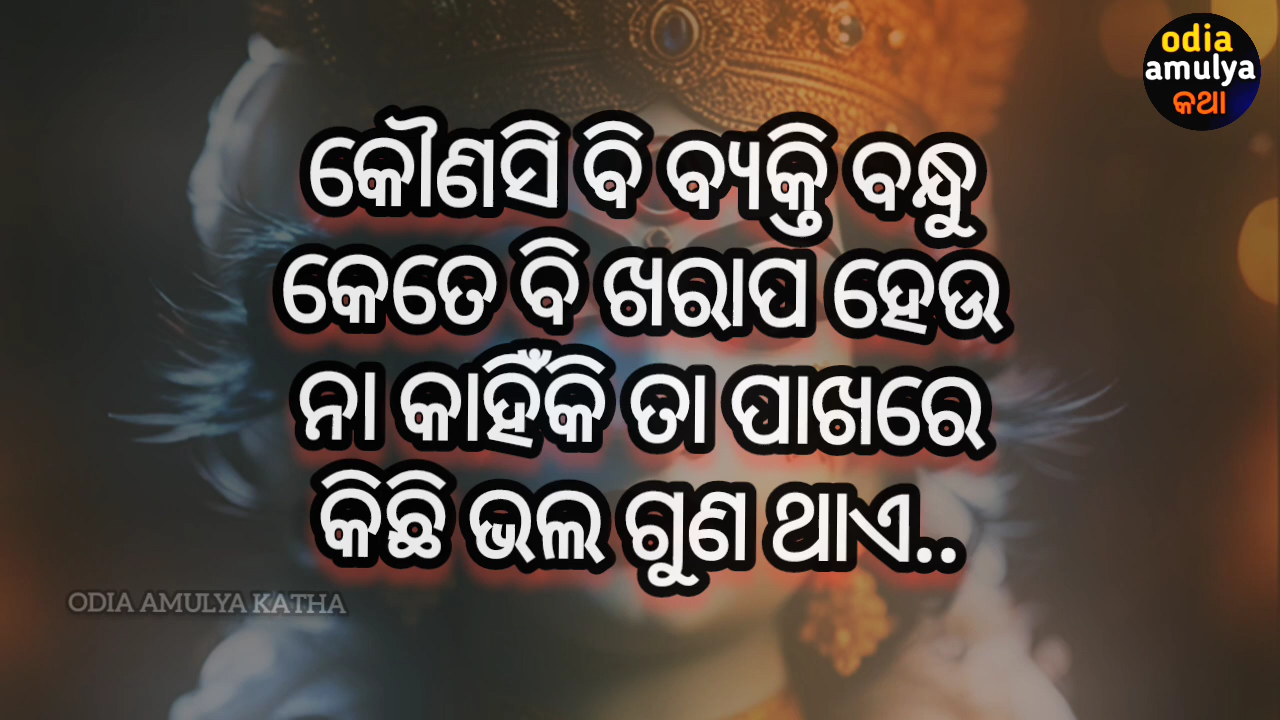 odia
amulya
କଥା
କୌଣସି ବି ବ୍ୟକ୍ତି ବନ୍ଧୁ
କେତେ ବି ଖରାପ ହେଉ
ନା କାହିଁକି ତା ପାଖରେ
କିଛି ଭଲ ଗୁଣ ଥାଏ..
ODIA AMULYA KATHA